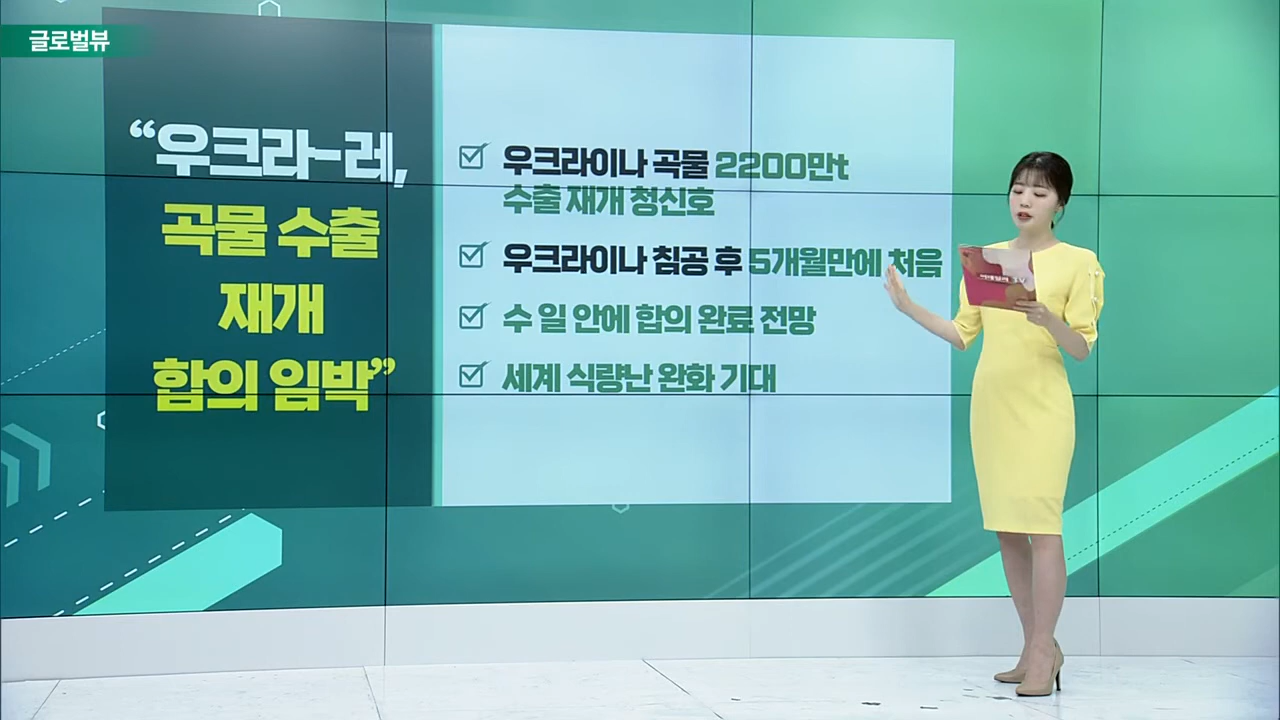 글로벌뷰
“우크라-러,
곡물 수출
재개
합의 임박”
우크라이나 곡물 2200만t
수출 재개 청신호
우크라이나 침공 후 5개월만에 처음
수 일 안에 합의 완료 전망
세계 식량난 완화 기대